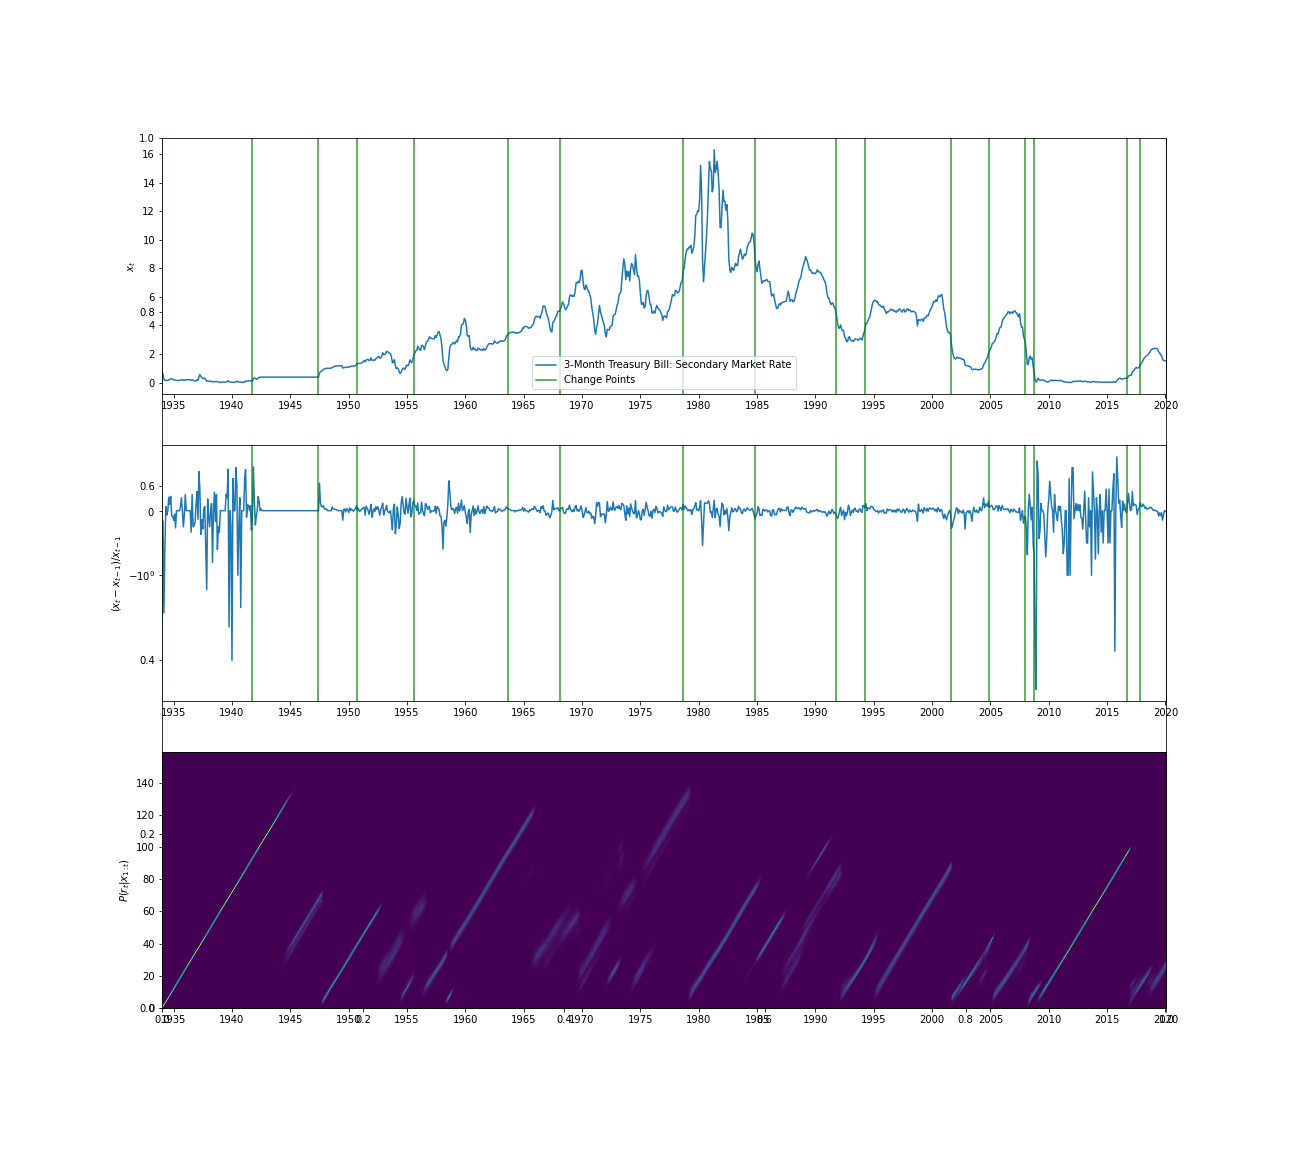 1.0
16
14
12
10
8
6
0.8
4
2
0
x_t
3-Month Treasury Bill: Secondary Market Rate
Change Points
1935 1940 1945 1950 1955 1960 1965 1970 1975 1980 1985 1990 1995 2000 2005 2010 2015 2020
0.6
0
−10⁰
0.4
(x_t − x_{t−1})/x_{t−1}
1935 1940 1945 1950 1955 1960 1965 1970 1975 1980 1985 1990 1995 2000 2005 2010 2015 2020
140
120
0.2
100
80
60
40
20
P(r_t|x_{1:t})
1935 1940 1945 1950 0.2 1955 1960 1965 0.4 1970 1975 1980 1990 1995 2000 0.8 2005 2010 2015